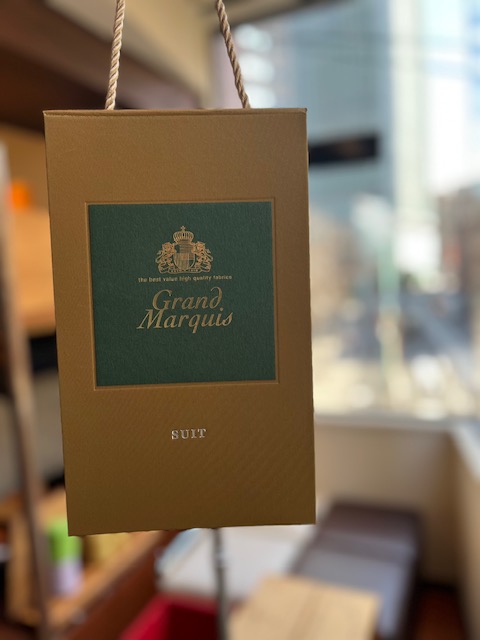 the best value high quality fabrics
Grand
Marquis
SUIT